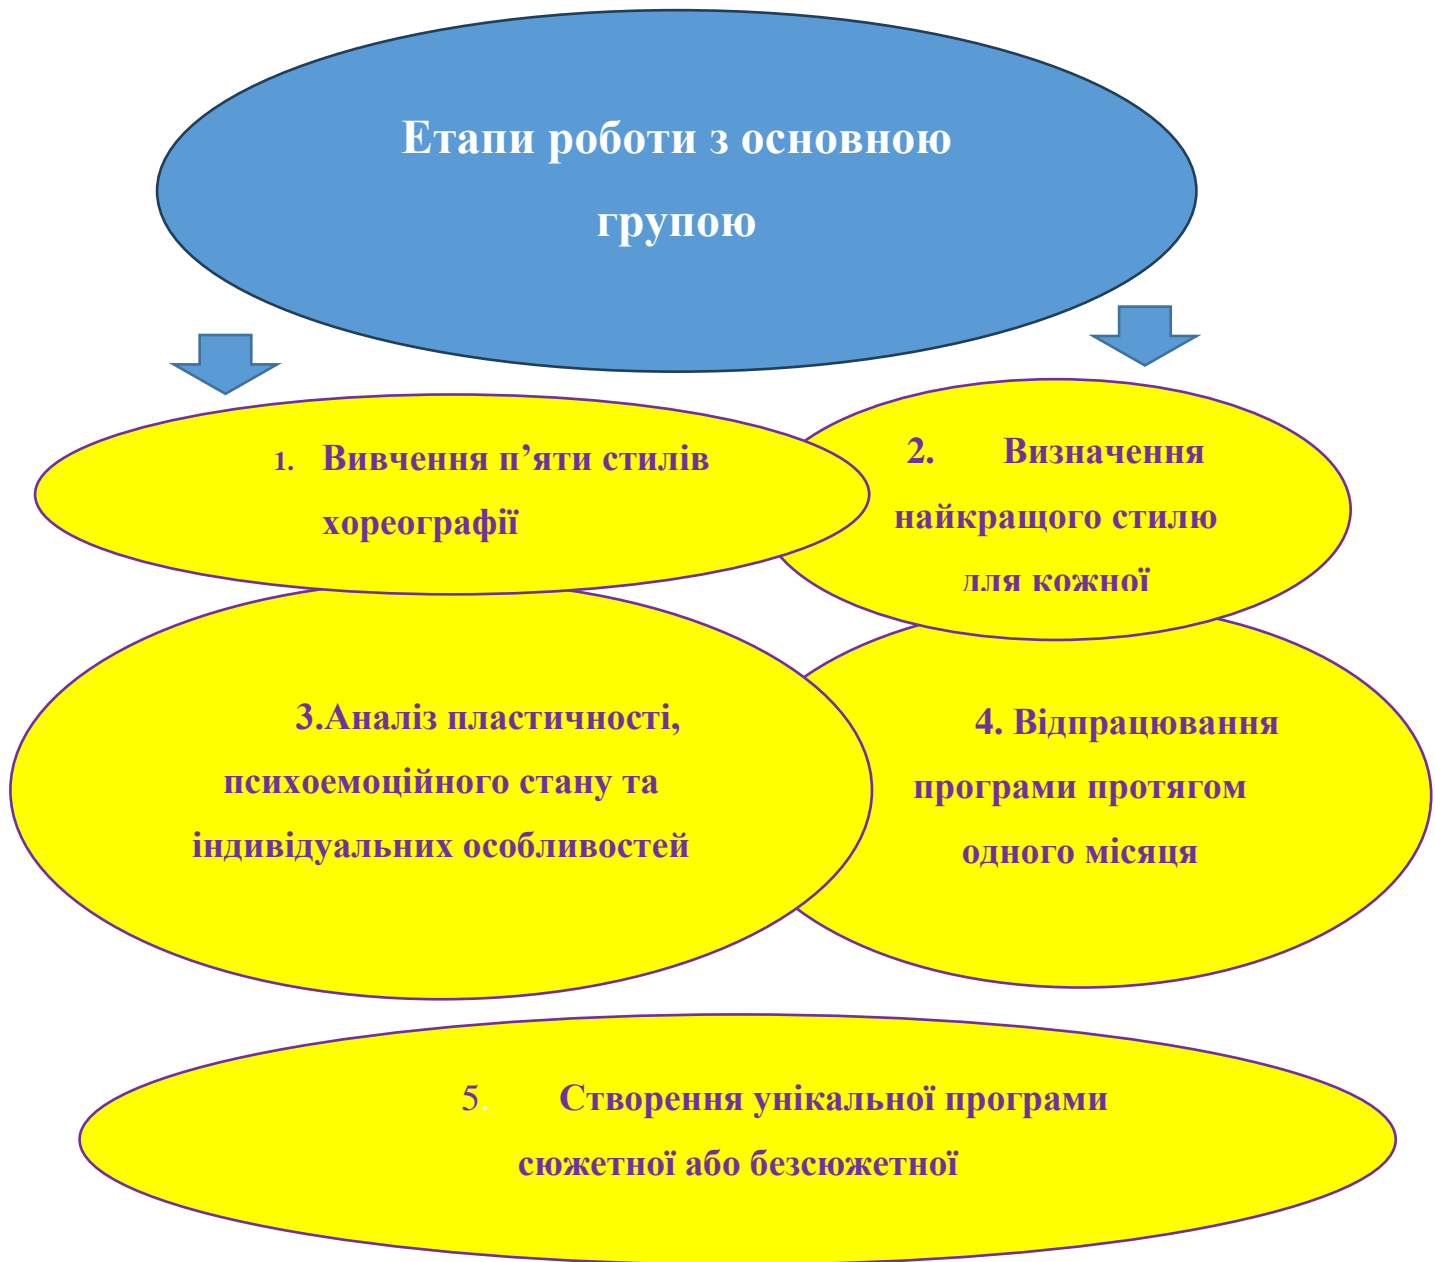 Етапи роботи з основною
групою
1. Вивчення п’яти стилів
хореографії
2. Визначення
найкращого стилю
для кожної
3.Аналіз пластичності,
психоемоційного стану та
індивідуальних особливостей
4. Відпрацювання
програми протягом
одного місяця
5. Створення унікальної програми
сюжетної або безсюжетної